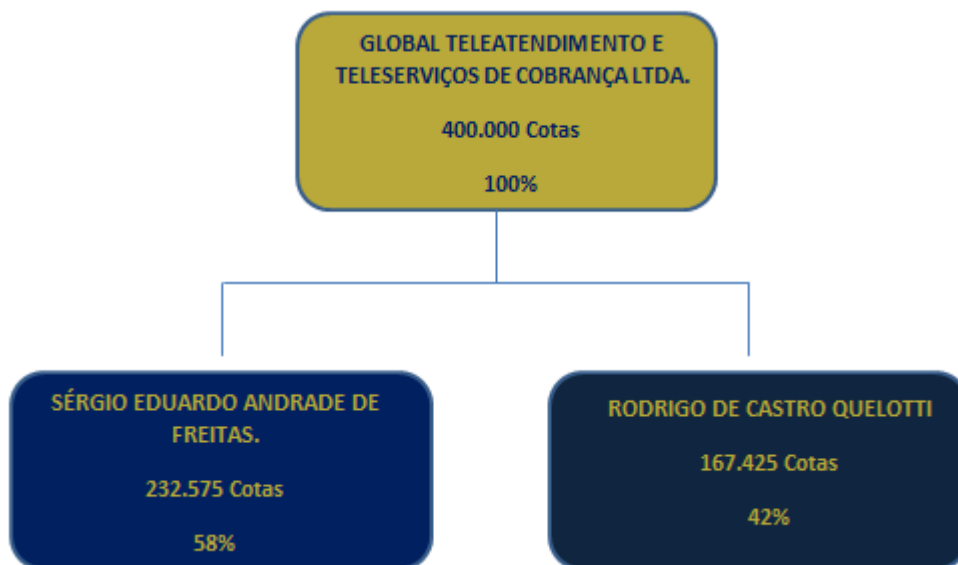 GLOBAL TELEATENDIMENTO E
TELESERVIÇOS DE COBRANÇA LTDA.
400.000 Cotas
100%
SÉRGIO EDUARDO ANDRADE DE
FREITAS.
232.575 Cotas
58%
RODRIGO DE CASTRO QUELOTTI
167.425 Cotas
42%